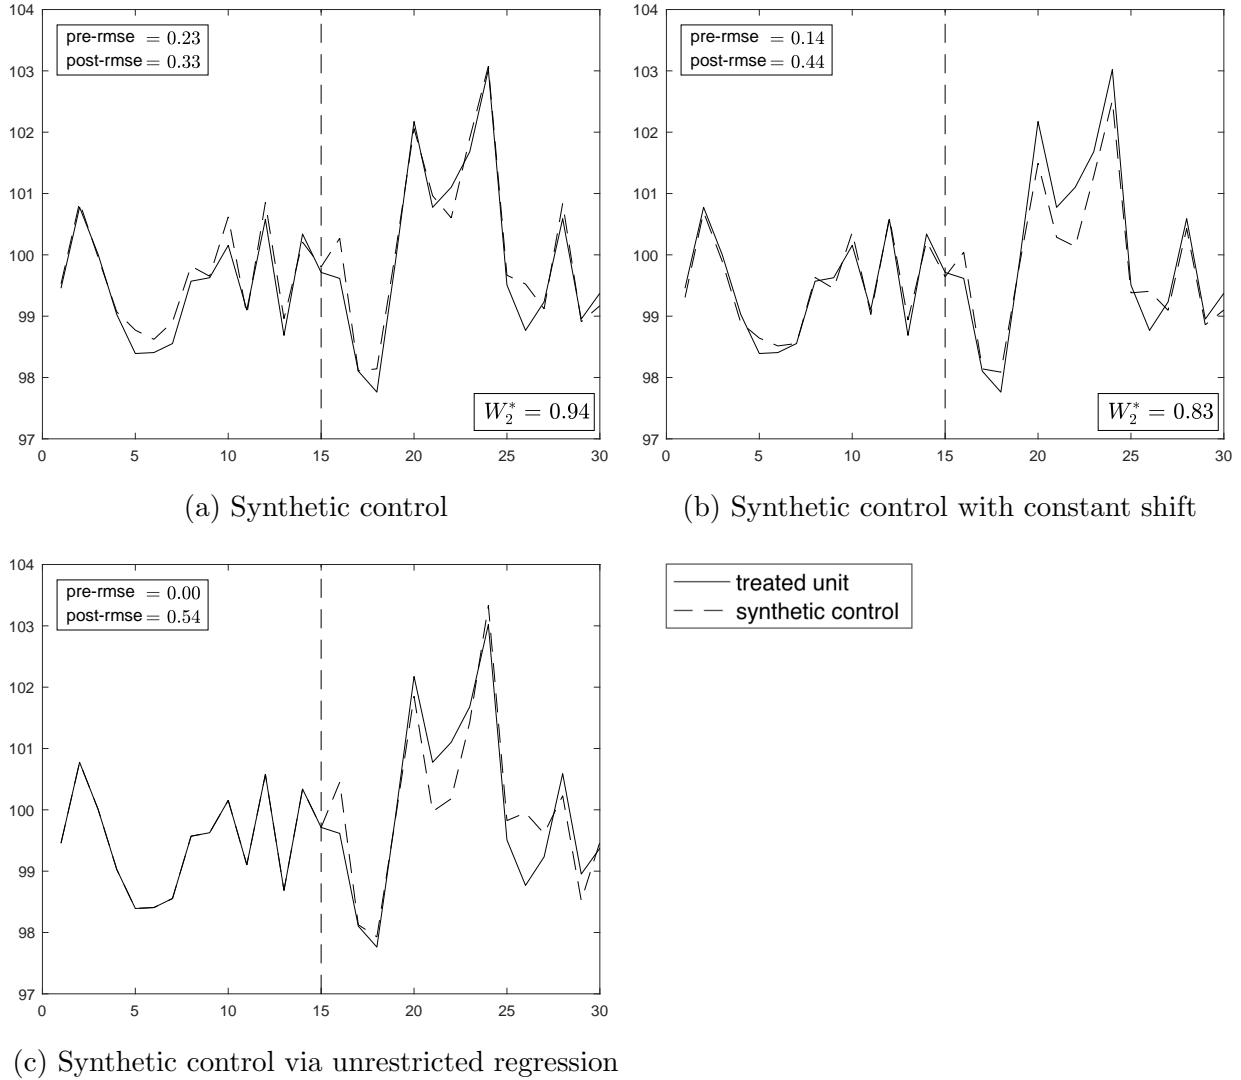 104
103
102
101
100
99
98
97
0 5 10 15 20 25 30
pre-rmse = 0.23
post-rmse = 0.33
W₂* = 0.94
(a) Synthetic control
104
103
102
101
100
99
98
97
0 5 10 15 20 25 30
pre-rmse = 0.14
post-rmse = 0.44
W₂* = 0.83
(b) Synthetic control with constant shift
104
103
102
101
100
99
98
97
0 5 10 15 20 25 30
pre-rmse = 0.00
post-rmse = 0.54
(c) Synthetic control via unrestricted regression
treated unit
synthetic control